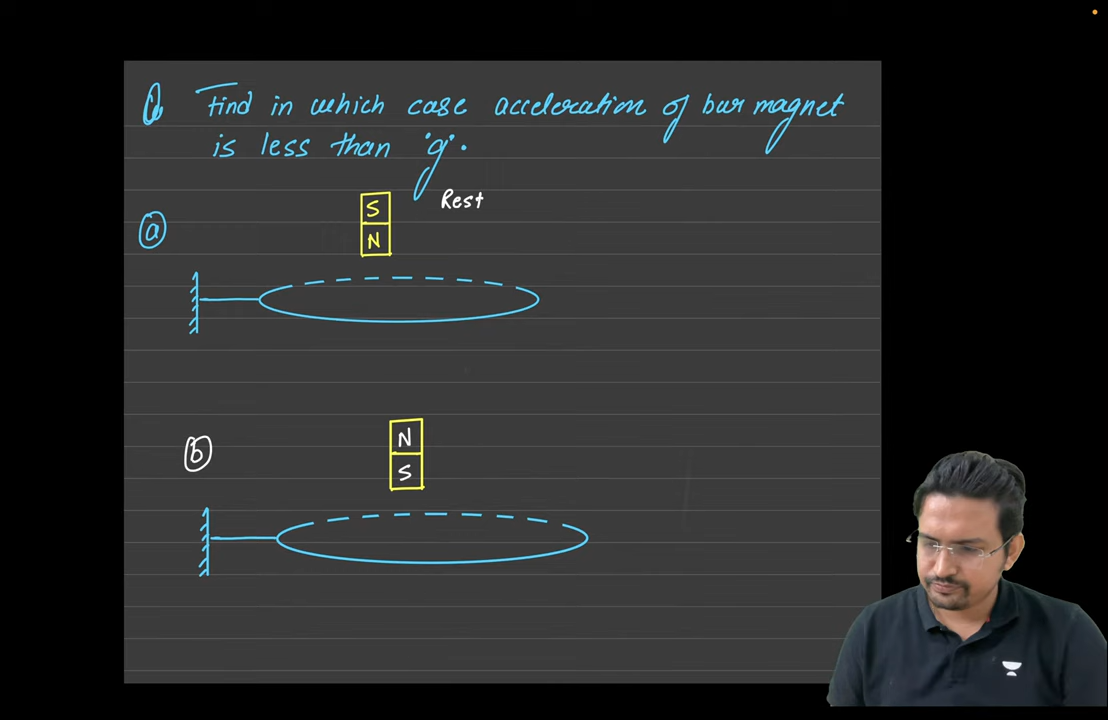 Q Find in which case acceleration of bar magnet
is less than 'g'.
Rest
S
N
a
N
S
b